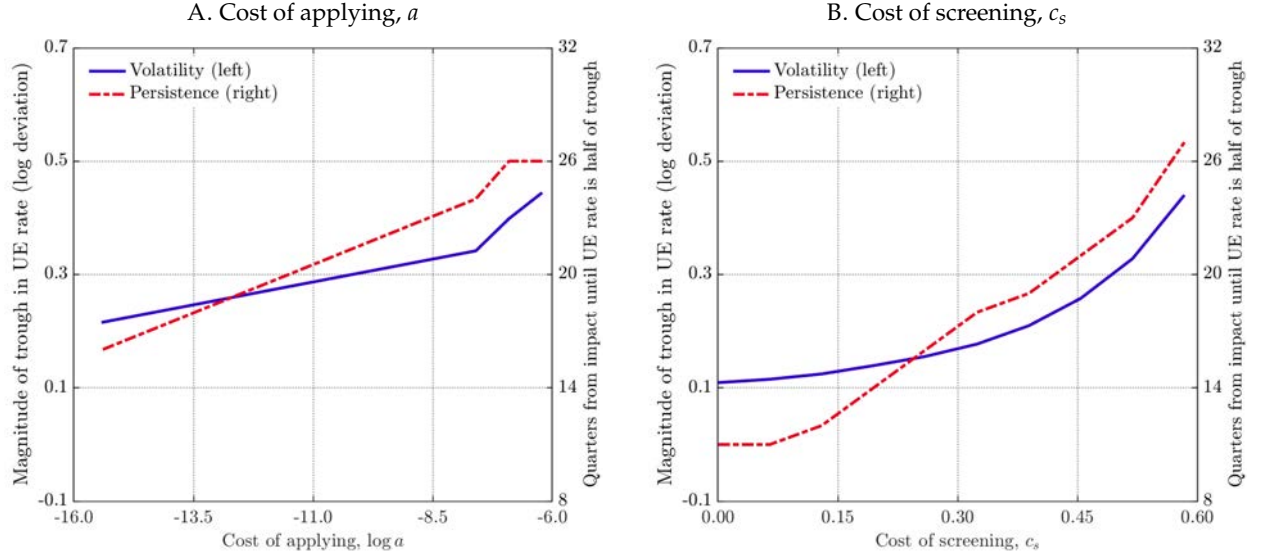 A. Cost of applying, a
0.7
0.5
0.3
0.1
-0.1
Magnitude of trough in UE rate (log deviation)
Volatility (left)
Persistence (right)
32
26
20
14
8
Quarters from impact until UE rate is half of trough
-16.0 -13.5 -11.0 -8.5 -6.0
Cost of applying, log a
B. Cost of screening, cs
0.7
0.5
0.3
0.1
-0.1
Magnitude of trough in UE rate (log deviation)
Volatility (left)
Persistence (right)
32
26
20
14
8
Quarters from impact until UE rate is half of trough
0.00 0.15 0.30 0.45 0.60
Cost of screening, cs